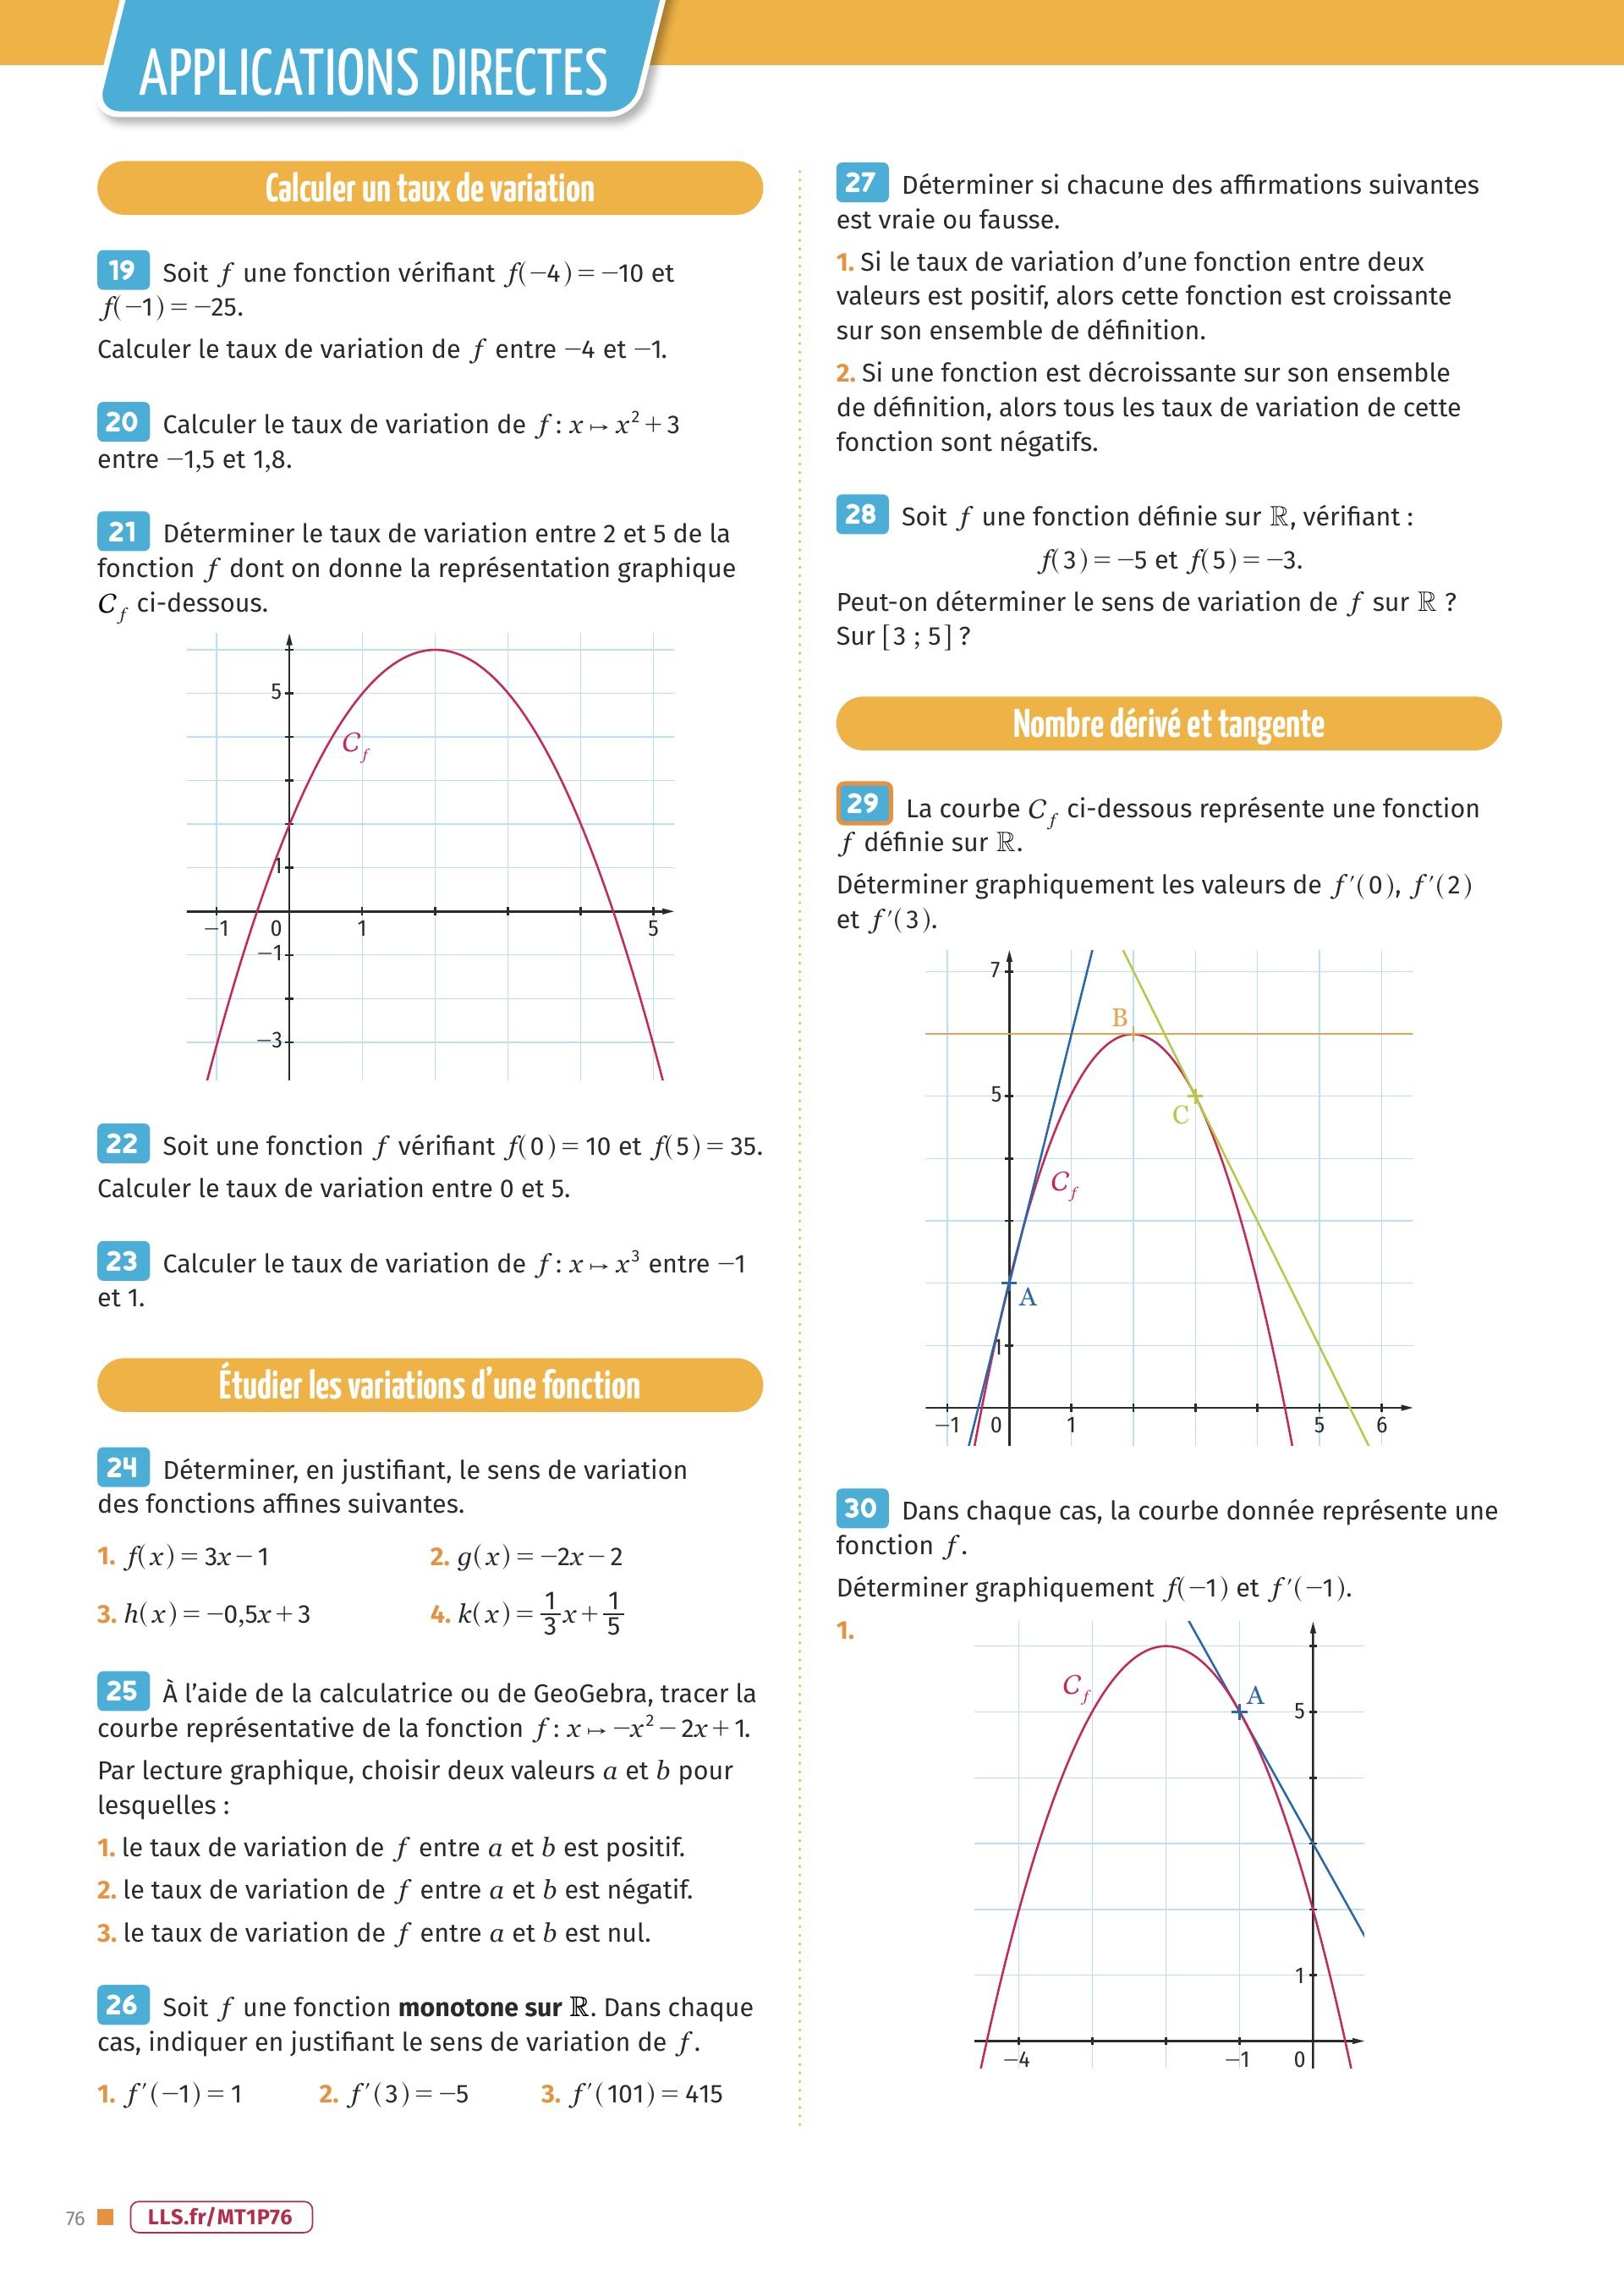 APPLICATIONS DIRECTES
Calculer un taux de variation
19 Soit f une fonction vérifiant f(−4) = −10 et
f(−1) = −25.
Calculer le taux de variation de f entre −4 et −1.
20 Calculer le taux de variation de f : x ↦ x² + 3
entre −1,5 et 1,8.
21 Déterminer le taux de variation entre 2 et 5 de la
fonction f dont on donne la représentation graphique
𝒞f ci-dessous.
5
𝒞f
1
−1 0 1 5
−1
−3
22 Soit une fonction f vérifiant f(0) = 10 et f(5) = 35.
Calculer le taux de variation entre 0 et 5.
23 Calculer le taux de variation de f : x ↦ x³ entre −1
et 1.
Étudier les variations d’une fonction
24 Déterminer, en justifiant, le sens de variation
des fonctions affines suivantes.
1. f(x) = 3x − 1 2. g(x) = −2x − 2
3. h(x) = −0,5x + 3 4. k(x) = 1/3 x + 1/5
25 À l’aide de la calculatrice ou de GeoGebra, tracer la
courbe représentative de la fonction f : x ↦ −x² − 2x + 1.
Par lecture graphique, choisir deux valeurs a et b pour
lesquelles :
1. le taux de variation de f entre a et b est positif.
2. le taux de variation de f entre a et b est négatif.
3. le taux de variation de f entre a et b est nul.
26 Soit f une fonction monotone sur ℝ. Dans chaque
cas, indiquer en justifiant le sens de variation de f.
1. f′(−1) = 1 2. f′(3) = −5 3. f′(101) = 415
27 Déterminer si chacune des affirmations suivantes
est vraie ou fausse.
1. Si le taux de variation d’une fonction entre deux
valeurs est positif, alors cette fonction est croissante
sur son ensemble de définition.
2. Si une fonction est décroissante sur son ensemble
de définition, alors tous les taux de variation de cette
fonction sont négatifs.
28 Soit f une fonction définie sur ℝ, vérifiant :
f(3) = −5 et f(5) = −3.
Peut-on déterminer le sens de variation de f sur ℝ ?
Sur [3 ; 5] ?
Nombre dérivé et tangente
29 La courbe 𝒞f ci-dessous représente une fonction
f définie sur ℝ.
Déterminer graphiquement les valeurs de f′(0), f′(2)
et f′(3).
7
B
5
C
𝒞f
A
1
−1 0 1 5 6
30 Dans chaque cas, la courbe donnée représente une
fonction f.
Déterminer graphiquement f(−1) et f′(−1).
1.
𝒞f
A
5
1
−4 −1 0
76 LLS.fr/MT1P76